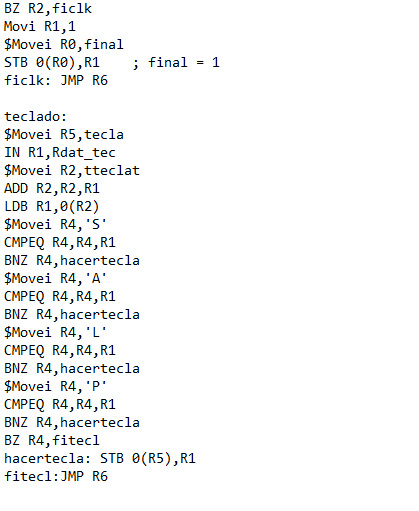 BZ R2,ficlk
Movi R1,1
$Movei R0,final
STB 0(R0),R1    ; final = 1
ficlk: JMP R6

teclado:
$Movei R5,tecla
IN R1,Rdat_tec
$Movei R2,tteclat
ADD R2,R2,R1
LDB R1,0(R2)
$Movei R4,'S'
CMPEQ R4,R4,R1
BNZ R4,hacertecla
$Movei R4,'A'
CMPEQ R4,R4,R1
BNZ R4,hacertecla
$Movei R4,'L'
CMPEQ R4,R4,R1
BNZ R4,hacertecla
$Movei R4,'P'
CMPEQ R4,R4,R1
BNZ R4,hacertecla
BZ R4,fitecl
hacertecla: STB 0(R5),R1
fitecl:JMP R6